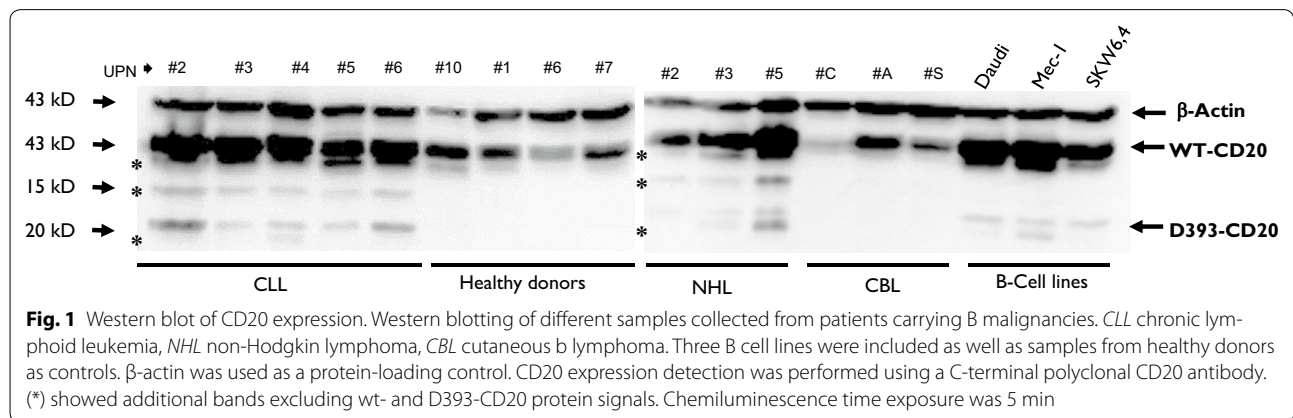 UPN #2 #3 #4 #5 #6 #10 #1 #6 #7 #2 #3 #5 #C #A #S Daudi Mec-I SKW6,4
43 kD β-Actin
43 kD WT-CD20
*
*
15 kD
*
*
20 kD D393-CD20
*
*
CLL Healthy donors NHL CBL B-Cell lines
Fig. 1 Western blot of CD20 expression. Western blotting of different samples collected from patients carrying B malignancies. CLL chronic lym-
phoid leukemia, NHL non-Hodgkin lymphoma, CBL cutaneous b lymphoma. Three B cell lines were included as well as samples from healthy donors
as controls. β-actin was used as a protein-loading control. CD20 expression detection was performed using a C-terminal polyclonal CD20 antibody.
(*) showed additional bands excluding wt- and D393-CD20 protein signals. Chemiluminescence time exposure was 5 min